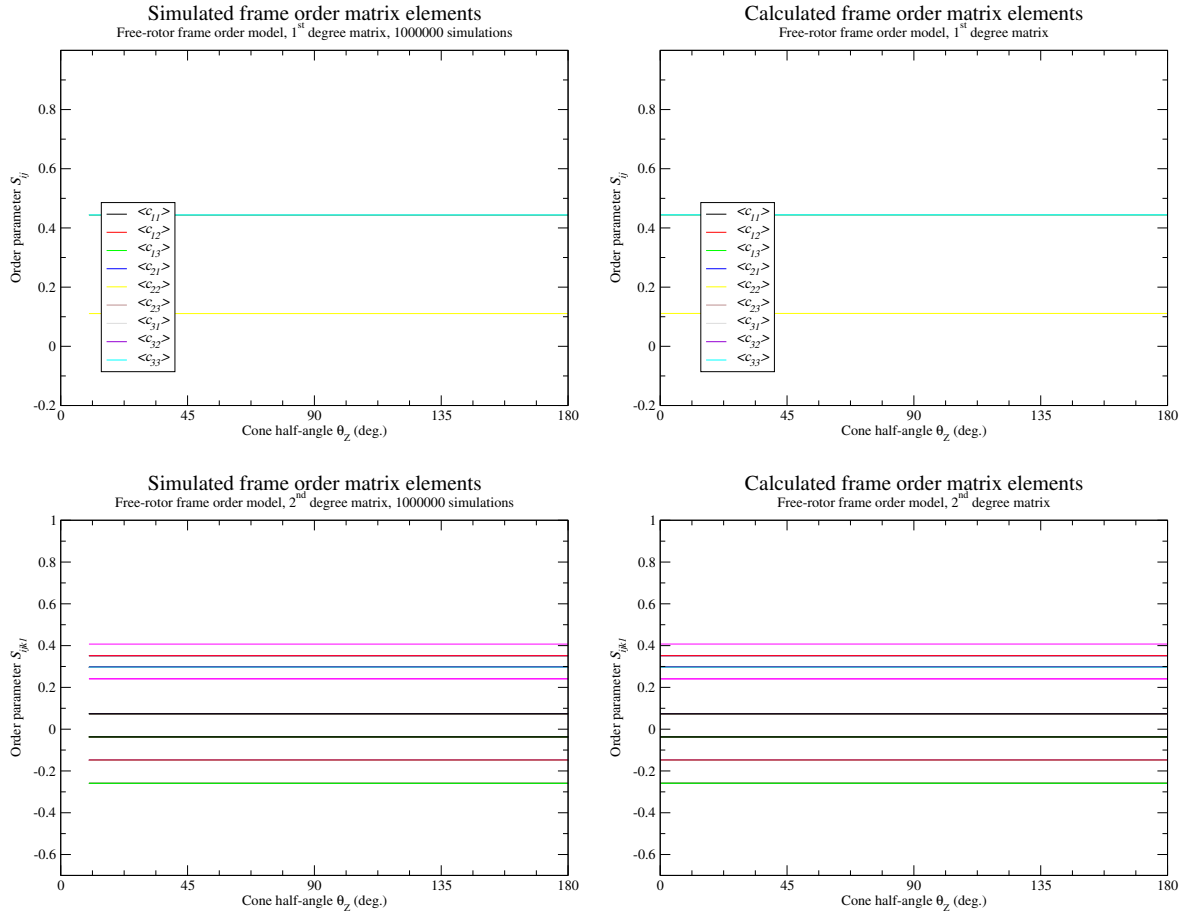 Simulated frame order matrix elements
Free-rotor frame order model, 1st degree matrix, 1000000 simulations
Order parameter Sij
0.8
0.6
0.4
0.2
0
-0.2
<c11>
<c12>
<c13>
<c21>
<c22>
<c23>
<c31>
<c32>
<c33>
0 45 90 135 180
Cone half-angle θZ (deg.)
Calculated frame order matrix elements
Free-rotor frame order model, 1st degree matrix
Order parameter Sij
0.8
0.6
0.4
0.2
0
-0.2
<c11>
<c12>
<c13>
<c21>
<c22>
<c23>
<c31>
<c32>
<c33>
0 45 90 135 180
Cone half-angle θZ (deg.)
Simulated frame order matrix elements
Free-rotor frame order model, 2nd degree matrix, 1000000 simulations
Order parameter Sijkl
1
0.8
0.6
0.4
0.2
0
-0.2
-0.4
-0.6
0 45 90 135 180
Cone half-angle θZ (deg.)
Calculated frame order matrix elements
Free-rotor frame order model, 2nd degree matrix
Order parameter Sijkl
1
0.8
0.6
0.4
0.2
0
-0.2
-0.4
-0.6
0 45 90 135 180
Cone half-angle θZ (deg.)